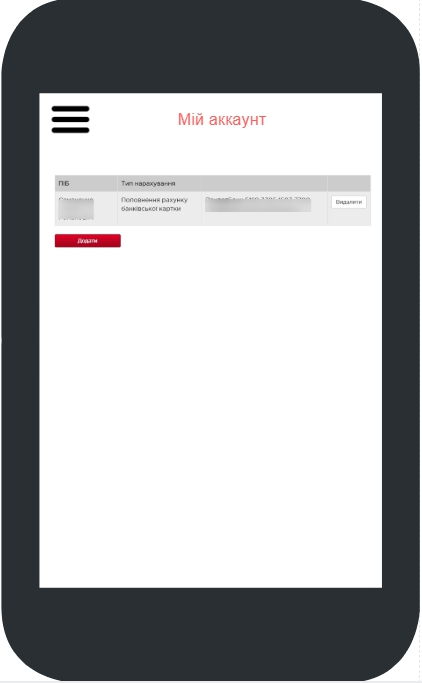 Мій аккаунт
ПІБ Тип нарахування
Поповнення рахунку
банківської картки
Видалити
Додати